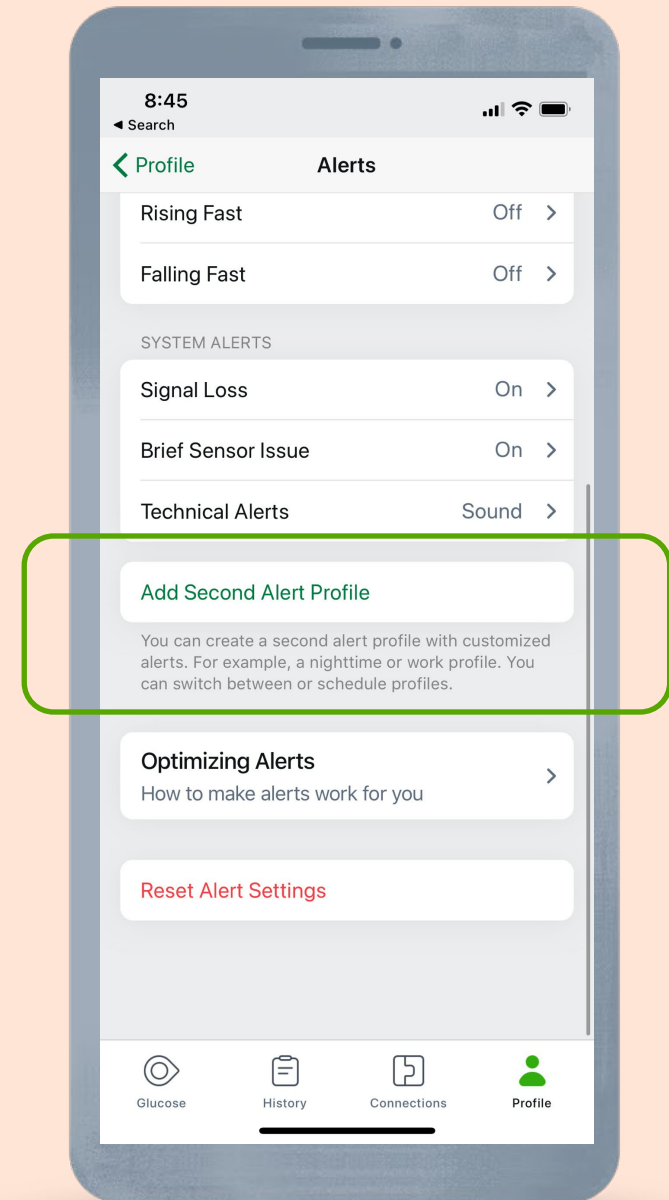 8:45
◀ Search
Profile
Alerts
Rising Fast Off
Falling Fast Off
SYSTEM ALERTS
Signal Loss On
Brief Sensor Issue On
Technical Alerts Sound
Add Second Alert Profile
You can create a second alert profile with customized
alerts. For example, a nighttime or work profile. You
can switch between or schedule profiles.
Optimizing Alerts
How to make alerts work for you
Reset Alert Settings
Glucose History Connections Profile